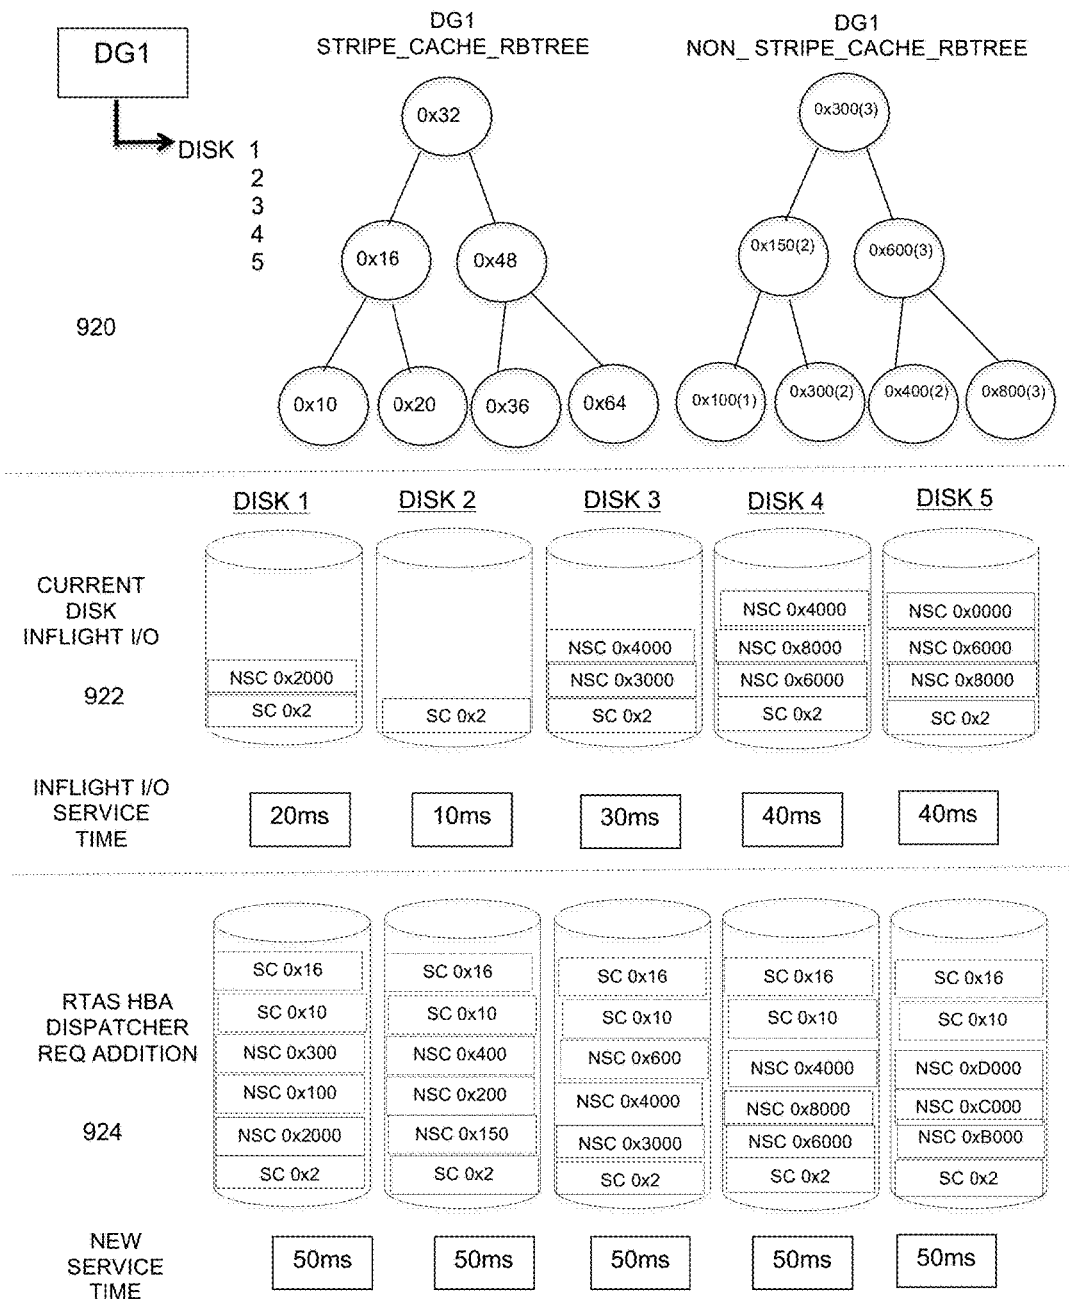 DG1
DISK 1
2
3
4
5
920
DG1
STRIPE_CACHE_RBTREE
0x32
0x16
0x48
0x10
0x20
0x36
0x64
DG1
NON_ STRIPE_CACHE_RBTREE
0x300(3)
0x150(2)
0x600(3)
0x100(1)
0x300(2)
0x400(2)
0x800(3)
CURRENT
DISK
INFLIGHT I/O
922
DISK 1
NSC 0x2000
SC 0x2
DISK 2
SC 0x2
DISK 3
NSC 0x4000
NSC 0x3000
SC 0x2
DISK 4
NSC 0x4000
NSC 0x8000
NSC 0x6000
SC 0x2
DISK 5
NSC 0x0000
NSC 0x6000
NSC 0x8000
SC 0x2
INFLIGHT I/O
SERVICE
TIME
20ms
10ms
30ms
40ms
40ms
RTAS HBA
DISPATCHER
REQ ADDITION
924
SC 0x16
SC 0x10
NSC 0x300
NSC 0x100
NSC 0x2000
SC 0x2
SC 0x16
SC 0x10
NSC 0x400
NSC 0x200
NSC 0x150
SC 0x2
SC 0x16
SC 0x10
NSC 0x600
NSC 0x4000
NSC 0x3000
SC 0x2
SC 0x16
SC 0x10
NSC 0x4000
NSC 0x8000
NSC 0x6000
SC 0x2
SC 0x16
SC 0x10
NSC 0xD000
NSC 0xC000
NSC 0xB000
SC 0x2
NEW
SERVICE
TIME
50ms
50ms
50ms
50ms
50ms